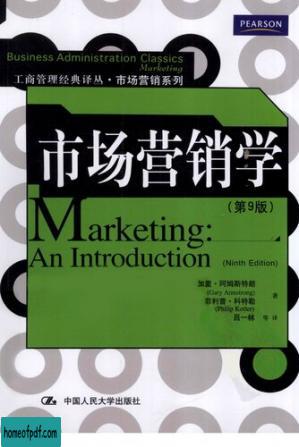 PEARSON
Business Administration Classics
Marketing
工商管理经典译丛·市场营销系列
市场营销学
(第9版)
Marketing:
An Introduction (Ninth Edition)
加里·阿姆斯特朗
(Gary Armstrong)
菲利普·科特勒 著
(Philip Kotler)
吕一林 等译
中国人民大学出版社
homeofpdf.com